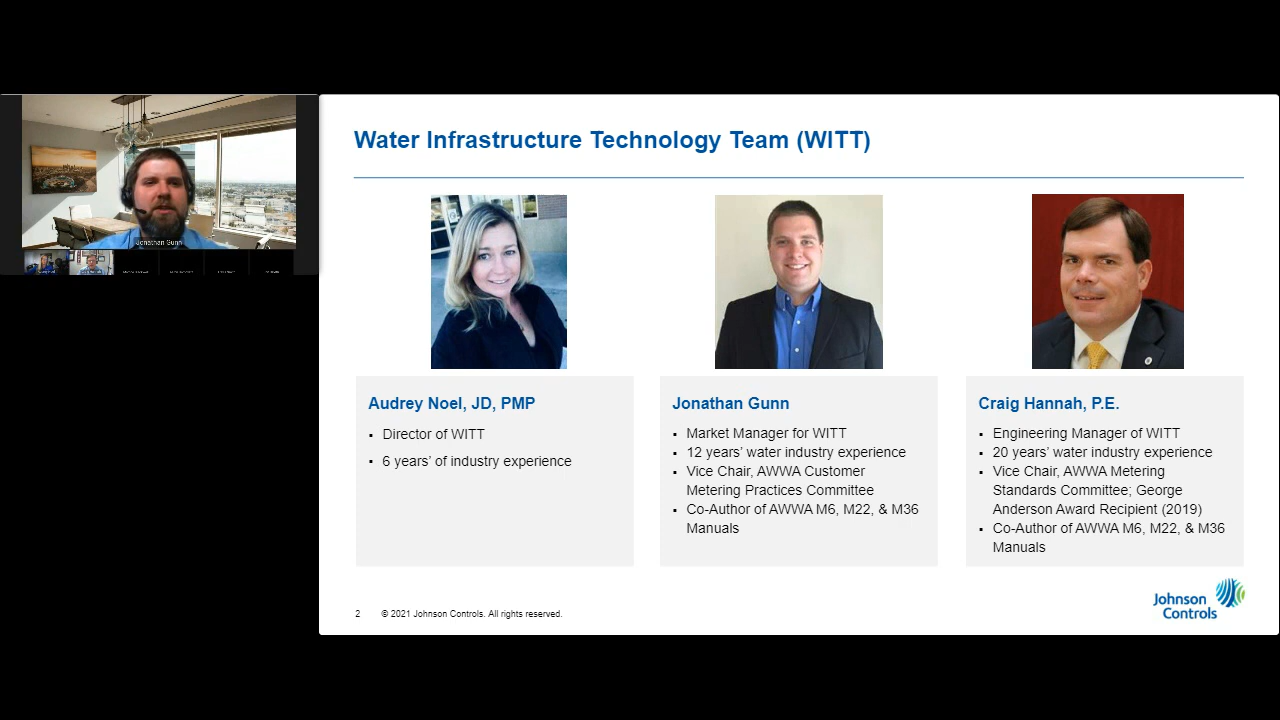 Water Infrastructure Technology Team (WITT)
Jonathan Gunn
Audrey Noel, JD, PMP
▪ Director of WITT
▪ 6 years’ of industry experience
Jonathan Gunn
▪ Market Manager for WITT
▪ 12 years’ water industry experience
▪ Vice Chair, AWWA Customer
Metering Practices Committee
▪ Co-Author of AWWA M6, M22, & M36
Manuals
Craig Hannah, P.E.
▪ Engineering Manager of WITT
▪ 20 years’ water industry experience
▪ Vice Chair, AWWA Metering
Standards Committee; George
Anderson Award Recipient (2019)
▪ Co-Author of AWWA M6, M22, & M36
Manuals
2 © 2021 Johnson Controls. All rights reserved.
Johnson
Controls